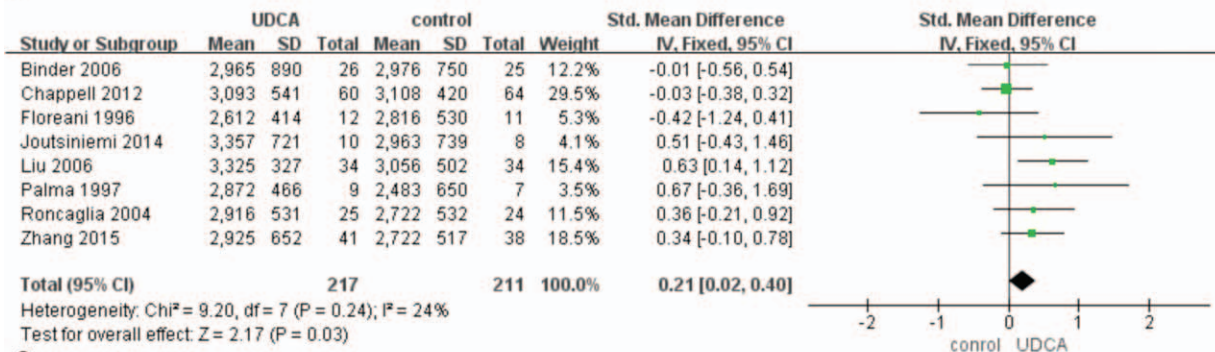 UDCA control Std. Mean Difference Std. Mean Difference
Study or Subgroup Mean SD Total Mean SD Total Weight IV, Fixed, 95% CI IV, Fixed, 95% CI
Binder 2006 2,965 890 26 2,976 750 25 12.2% -0.01 [-0.56, 0.54]
Chappell 2012 3,093 541 60 3,108 420 64 29.5% -0.03 [-0.38, 0.32]
Floreani 1996 2,612 414 12 2,816 530 11 5.3% -0.42 [-1.24, 0.41]
Joutsiniemi 2014 3,357 721 10 2,963 739 8 4.1% 0.51 [-0.43, 1.46]
Liu 2006 3,325 327 34 3,056 502 34 15.4% 0.63 [0.14, 1.12]
Palma 1997 2,872 466 9 2,483 650 7 3.5% 0.67 [-0.36, 1.69]
Roncaglia 2004 2,916 531 25 2,722 532 24 11.5% 0.36 [-0.21, 0.92]
Zhang 2015 2,925 652 41 2,722 517 38 18.5% 0.34 [-0.10, 0.78]
Total (95% CI) 217 211 100.0% 0.21 [0.02, 0.40]
Heterogeneity: Chi² = 9.20, df = 7 (P = 0.24); I² = 24%
Test for overall effect: Z = 2.17 (P = 0.03)
-2 -1 0 1 2
conrol UDCA